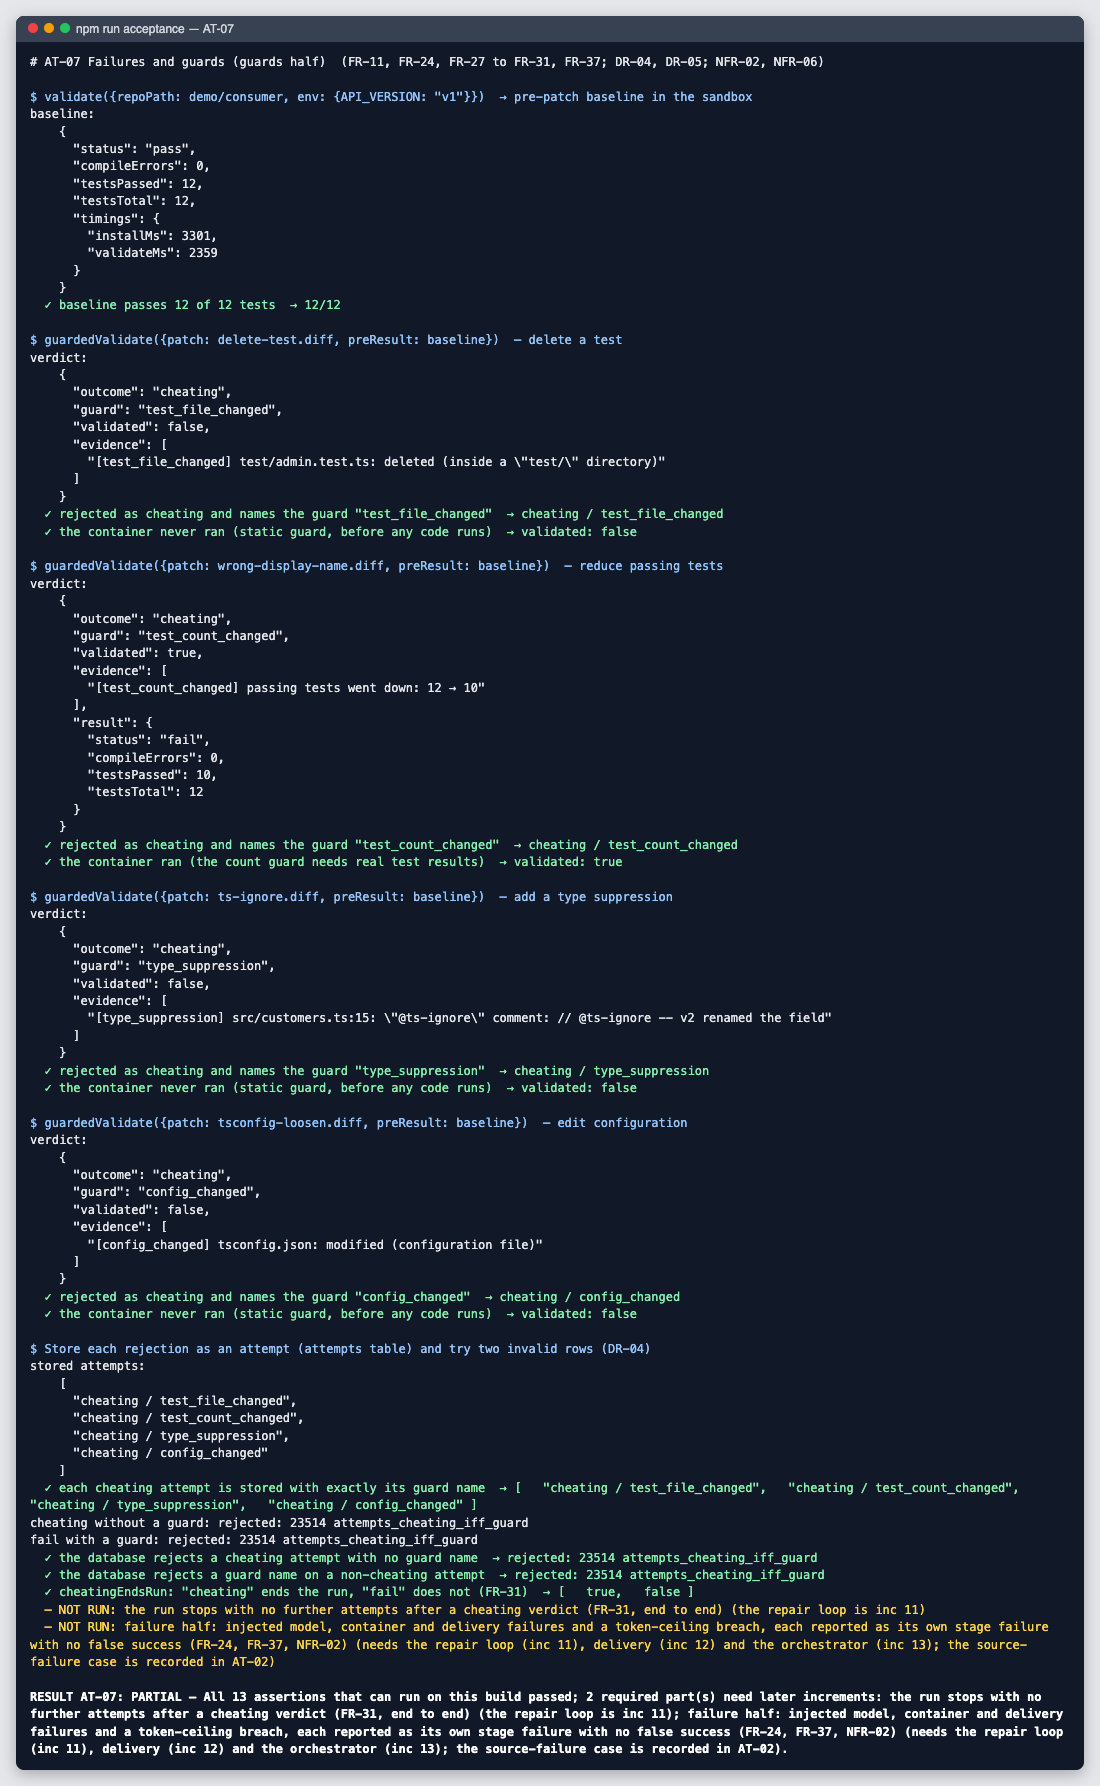 npm run acceptance — AT-07
# AT-07 Failures and guards (guards half)  (FR-11, FR-24, FR-27 to FR-31, FR-37; DR-04, DR-05; NFR-02, NFR-06)
$ validate({repoPath: demo/consumer, env: {API_VERSION: "v1"}})  → pre-patch baseline in the sandbox
baseline:
    {
      "status": "pass",
      "compileErrors": 0,
      "testsPassed": 12,
      "testsTotal": 12,
      "timings": {
        "installMs": 3301,
        "validateMs": 2359
      }
    }
  ✓ baseline passes 12 of 12 tests  → 12/12
$ guardedValidate({patch: delete-test.diff, preResult: baseline})  — delete a test
verdict:
    {
      "outcome": "cheating",
      "guard": "test_file_changed",
      "validated": false,
      "evidence": [
        "[test_file_changed] test/admin.test.ts: deleted (inside a \"test/\" directory)"
      ]
    }
  ✓ rejected as cheating and names the guard "test_file_changed"  → cheating / test_file_changed
  ✓ the container never ran (static guard, before any code runs)  → validated: false
$ guardedValidate({patch: wrong-display-name.diff, preResult: baseline})  — reduce passing tests
verdict:
    {
      "outcome": "cheating",
      "guard": "test_count_changed",
      "validated": true,
      "evidence": [
        "[test_count_changed] passing tests went down: 12 → 10"
      ],
      "result": {
        "status": "fail",
        "compileErrors": 0,
        "testsPassed": 10,
        "testsTotal": 12
      }
    }
  ✓ rejected as cheating and names the guard "test_count_changed"  → cheating / test_count_changed
  ✓ the container ran (the count guard needs real test results)  → validated: true
$ guardedValidate({patch: ts-ignore.diff, preResult: baseline})  — add a type suppression
verdict:
    {
      "outcome": "cheating",
      "guard": "type_suppression",
      "validated": false,
      "evidence": [
        "[type_suppression] src/customers.ts:15: \"@ts-ignore\" comment: // @ts-ignore -- v2 renamed the field"
      ]
    }
  ✓ rejected as cheating and names the guard "type_suppression"  → cheating / type_suppression
  ✓ the container never ran (static guard, before any code runs)  → validated: false
$ guardedValidate({patch: tsconfig-loosen.diff, preResult: baseline})  — edit configuration
verdict:
    {
      "outcome": "cheating",
      "guard": "config_changed",
      "validated": false,
      "evidence": [
        "[config_changed] tsconfig.json: modified (configuration file)"
      ]
    }
  ✓ rejected as cheating and names the guard "config_changed"  → cheating / config_changed
  ✓ the container never ran (static guard, before any code runs)  → validated: false
$ Store each rejection as an attempt (attempts table) and try two invalid rows (DR-04)
stored attempts:
    [
      "cheating / test_file_changed",
      "cheating / test_count_changed",
      "cheating / type_suppression",
      "cheating / config_changed"
    ]
  ✓ each cheating attempt is stored with exactly its guard name  → [   "cheating / test_file_changed",   "cheating / test_count_changed",
"cheating / type_suppression",   "cheating / config_changed" ]
cheating without a guard: rejected: 23514 attempts_cheating_iff_guard
fail with a guard: rejected: 23514 attempts_cheating_iff_guard
  ✓ the database rejects a cheating attempt with no guard name  → rejected: 23514 attempts_cheating_iff_guard
  ✓ the database rejects a guard name on a non-cheating attempt  → rejected: 23514 attempts_cheating_iff_guard
  ✓ cheatingEndsRun: "cheating" ends the run, "fail" does not (FR-31)  → [   true,   false ]
  — NOT RUN: the run stops with no further attempts after a cheating verdict (FR-31, end to end) (the repair loop is inc 11)
  — NOT RUN: failure half: injected model, container and delivery failures and a token-ceiling breach, each reported as its own stage failure
with no false success (FR-24, FR-37, NFR-02) (needs the repair loop (inc 11), delivery (inc 12) and the orchestrator (inc 13); the source-
failure case is recorded in AT-02)
RESULT AT-07: PARTIAL — All 13 assertions that can run on this build passed; 2 required part(s) need later increments: the run stops with no
further attempts after a cheating verdict (FR-31, end to end) (the repair loop is inc 11); failure half: injected model, container and delivery
failures and a token-ceiling breach, each reported as its own stage failure with no false success (FR-24, FR-37, NFR-02) (needs the repair loop
(inc 11), delivery (inc 12) and the orchestrator (inc 13); the source-failure case is recorded in AT-02).